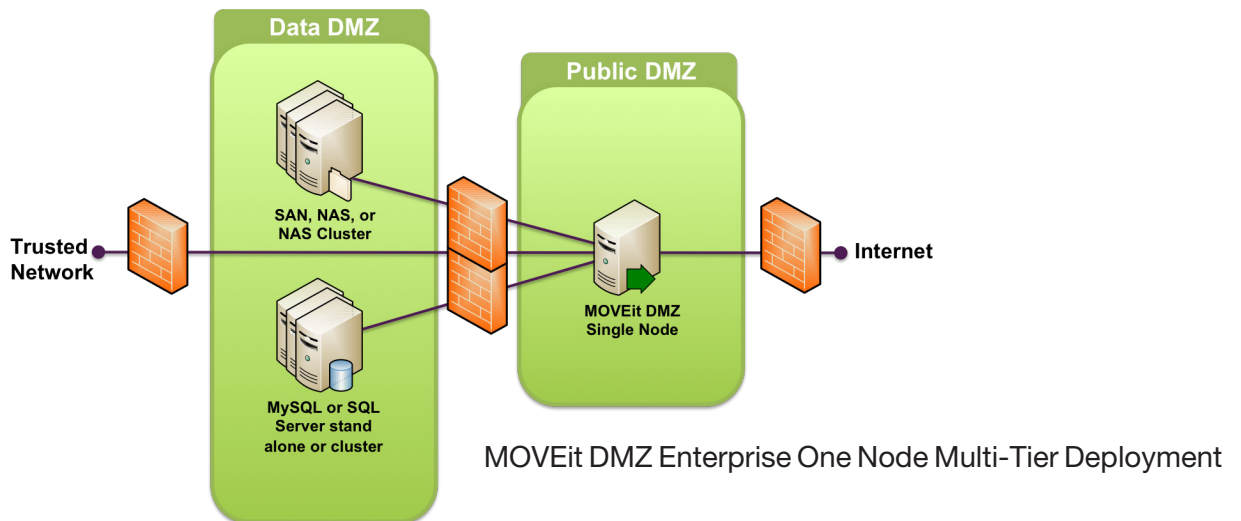 Data DMZ
Public DMZ
SAN, NAS, or
NAS Cluster
Trusted
Network
Internet
MOVEit DMZ
Single Node
MySQL or SQL
Server stand
alone or cluster
MOVEit DMZ Enterprise One Node Multi-Tier Deployment